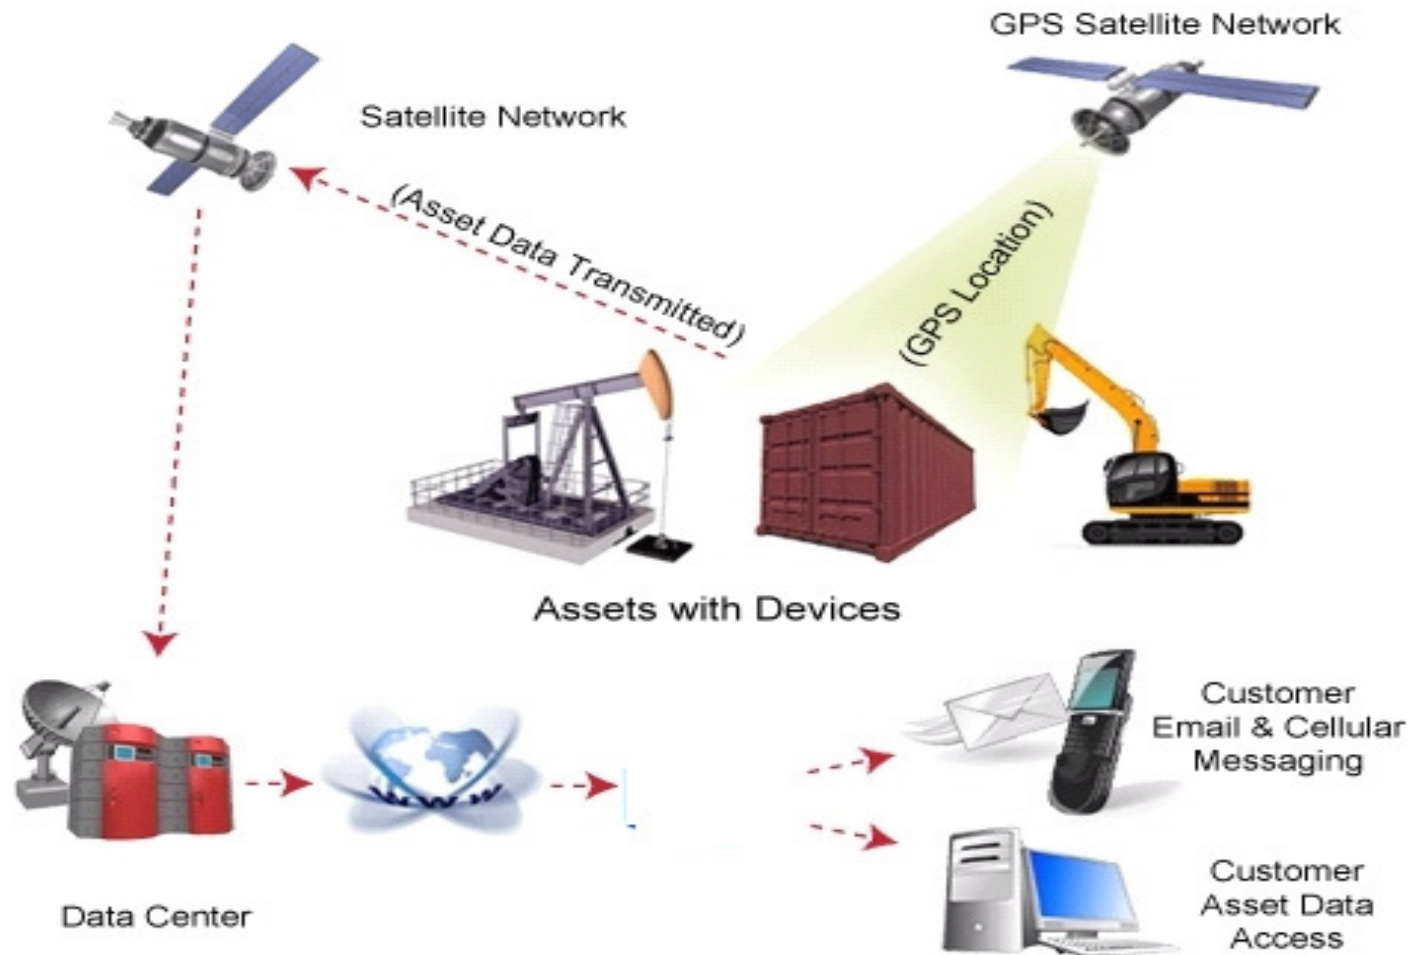 GPS Satellite Network
Satellite Network
(Asset Data Transmitted)
(GPS Location)
Assets with Devices
Customer
Email & Cellular
Messaging
WWW
Data Center
Customer
Asset Data
Access